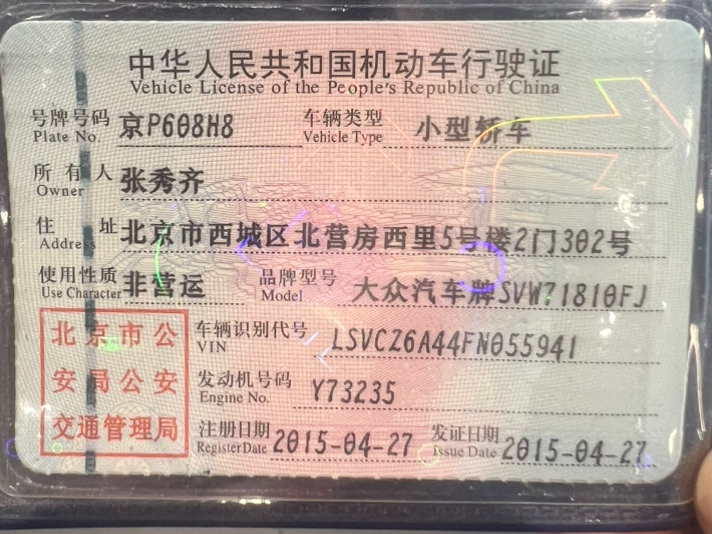 中华人民共和国机动车行驶证
Vehicle License of the People's Republic of China
号牌号码 京P608H8 车辆类型 小型轿车
Plate No. Vehicle Type
所有人 张秀齐
Owner
住址 北京市西城区北营房西里5号楼2门302号
Address
使用性质 非营运 品牌型号 大众汽车牌SVW71810FJ
Use Character Model
北京市公
安局公安
交通管理局
车辆识别代号 LSVCZ6A44FN055941
VIN
发动机号码 Y73235
Engine No.
注册日期 2015-04-27 发证日期 2015-04-27
Register Date Issue Date